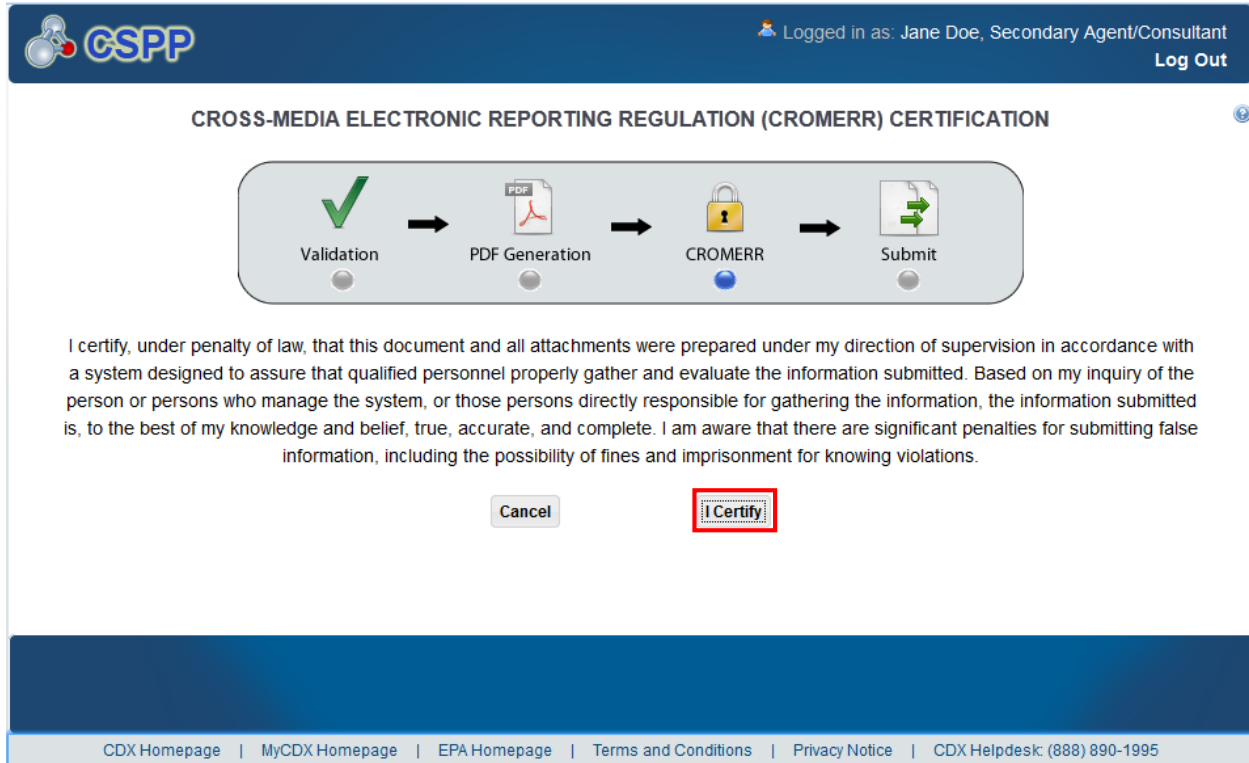 CSPP
Logged in as: Jane Doe, Secondary Agent/Consultant
Log Out
CROSS-MEDIA ELECTRONIC REPORTING REGULATION (CROMERR) CERTIFICATION
PDF
Validation
PDF Generation
CROMERR
Submit
I certify, under penalty of law, that this document and all attachments were prepared under my direction of supervision in accordance with
a system designed to assure that qualified personnel properly gather and evaluate the information submitted. Based on my inquiry of the
person or persons who manage the system, or those persons directly responsible for gathering the information, the information submitted
is, to the best of my knowledge and belief, true, accurate, and complete. I am aware that there are significant penalties for submitting false
information, including the possibility of fines and imprisonment for knowing violations.
Cancel
I Certify
CDX Homepage | MyCDX Homepage | EPA Homepage | Terms and Conditions | Privacy Notice | CDX Helpdesk: (888) 890-1995